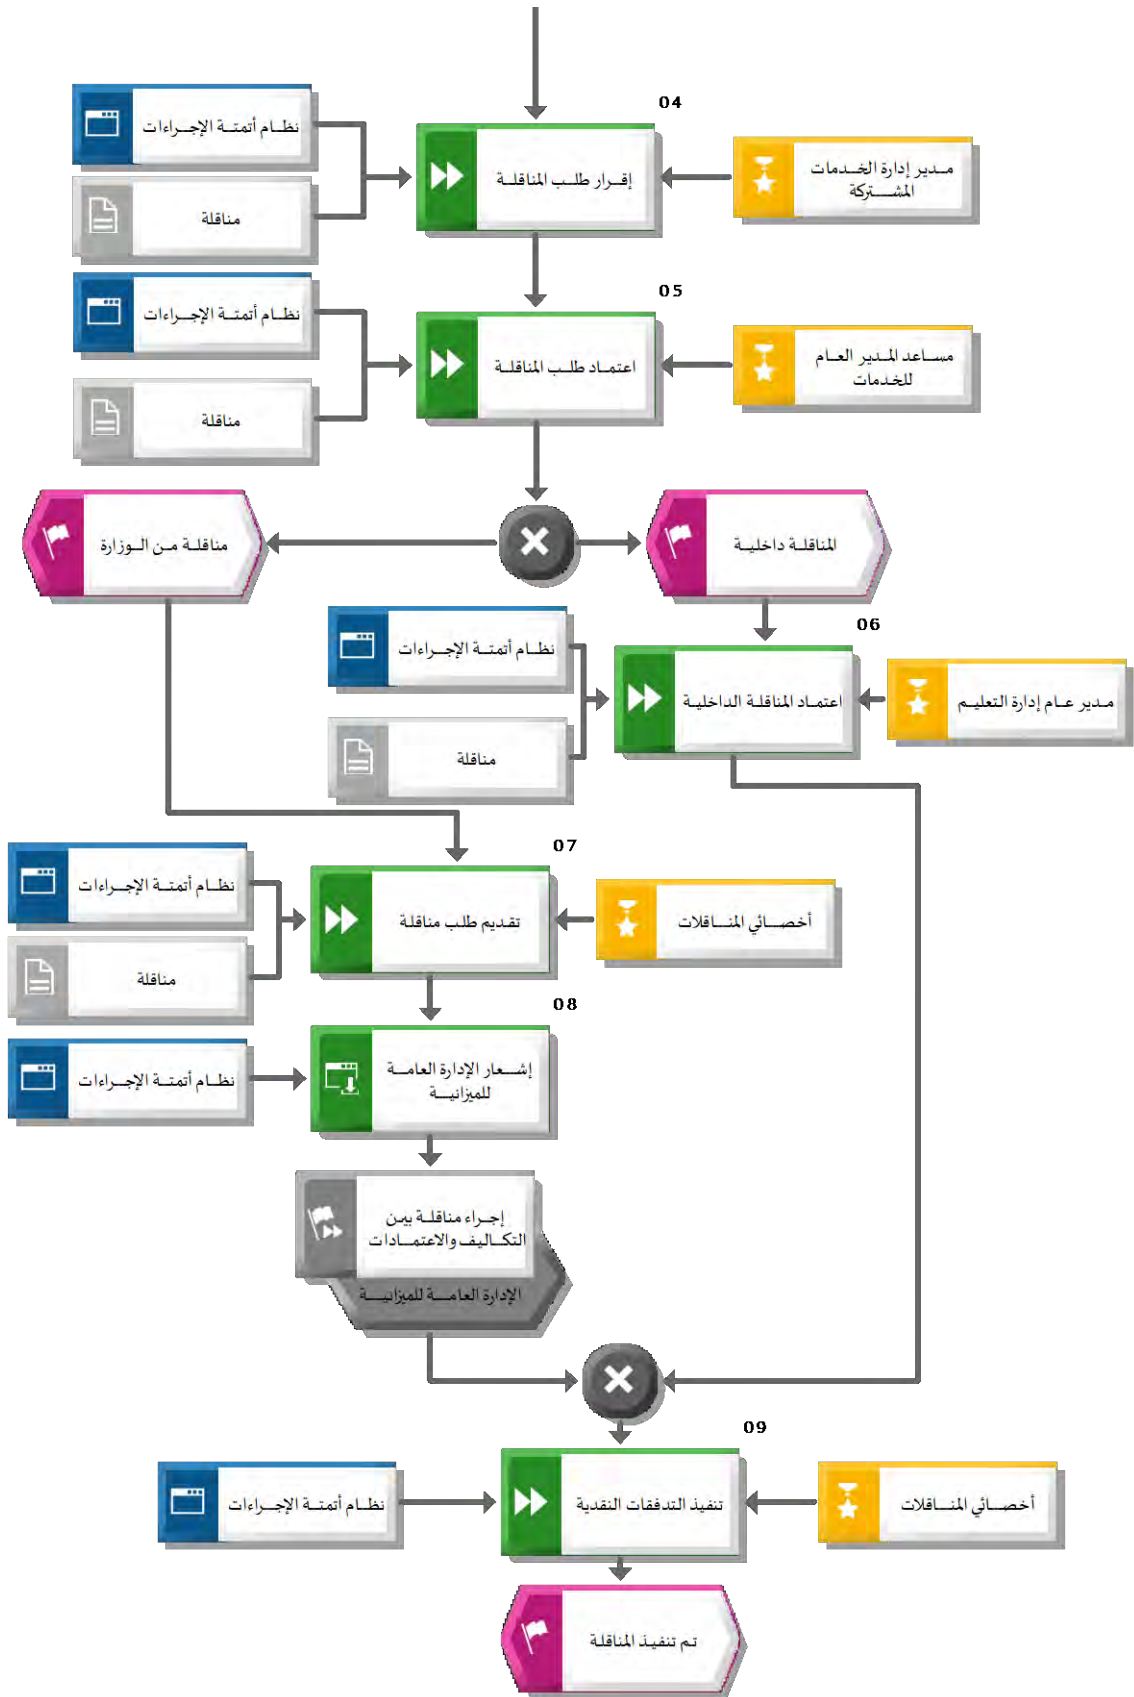 04
نظام أتمتة الإجراءات
إقرار طلب المناقلة
مدير إدارة الخدمات
المشتركة
مناقلة
05
نظام أتمتة الإجراءات
اعتماد طلب المناقلة
مساعد المدير العام
للخدمات
مناقلة
المناقلة داخلية
مناقلة من الوزارة
06
نظام أتمتة الإجراءات
اعتماد المناقلة الداخلية
مدير عام إدارة التعليم
مناقلة
07
نظام أتمتة الإجراءات
تقديم طلب مناقلة
أخصائي المناقلات
مناقلة
08
إشعار الإدارة العامة
للميزانية
نظام أتمتة الإجراءات
إجراء مناقلة بين
التكاليف والاعتمادات
الإدارة العامة للميزانية
09
أخصائي المناقلات
تنفيذ التدفقات النقدية
نظام أتمتة الإجراءات
تم تنفيذ المناقلة